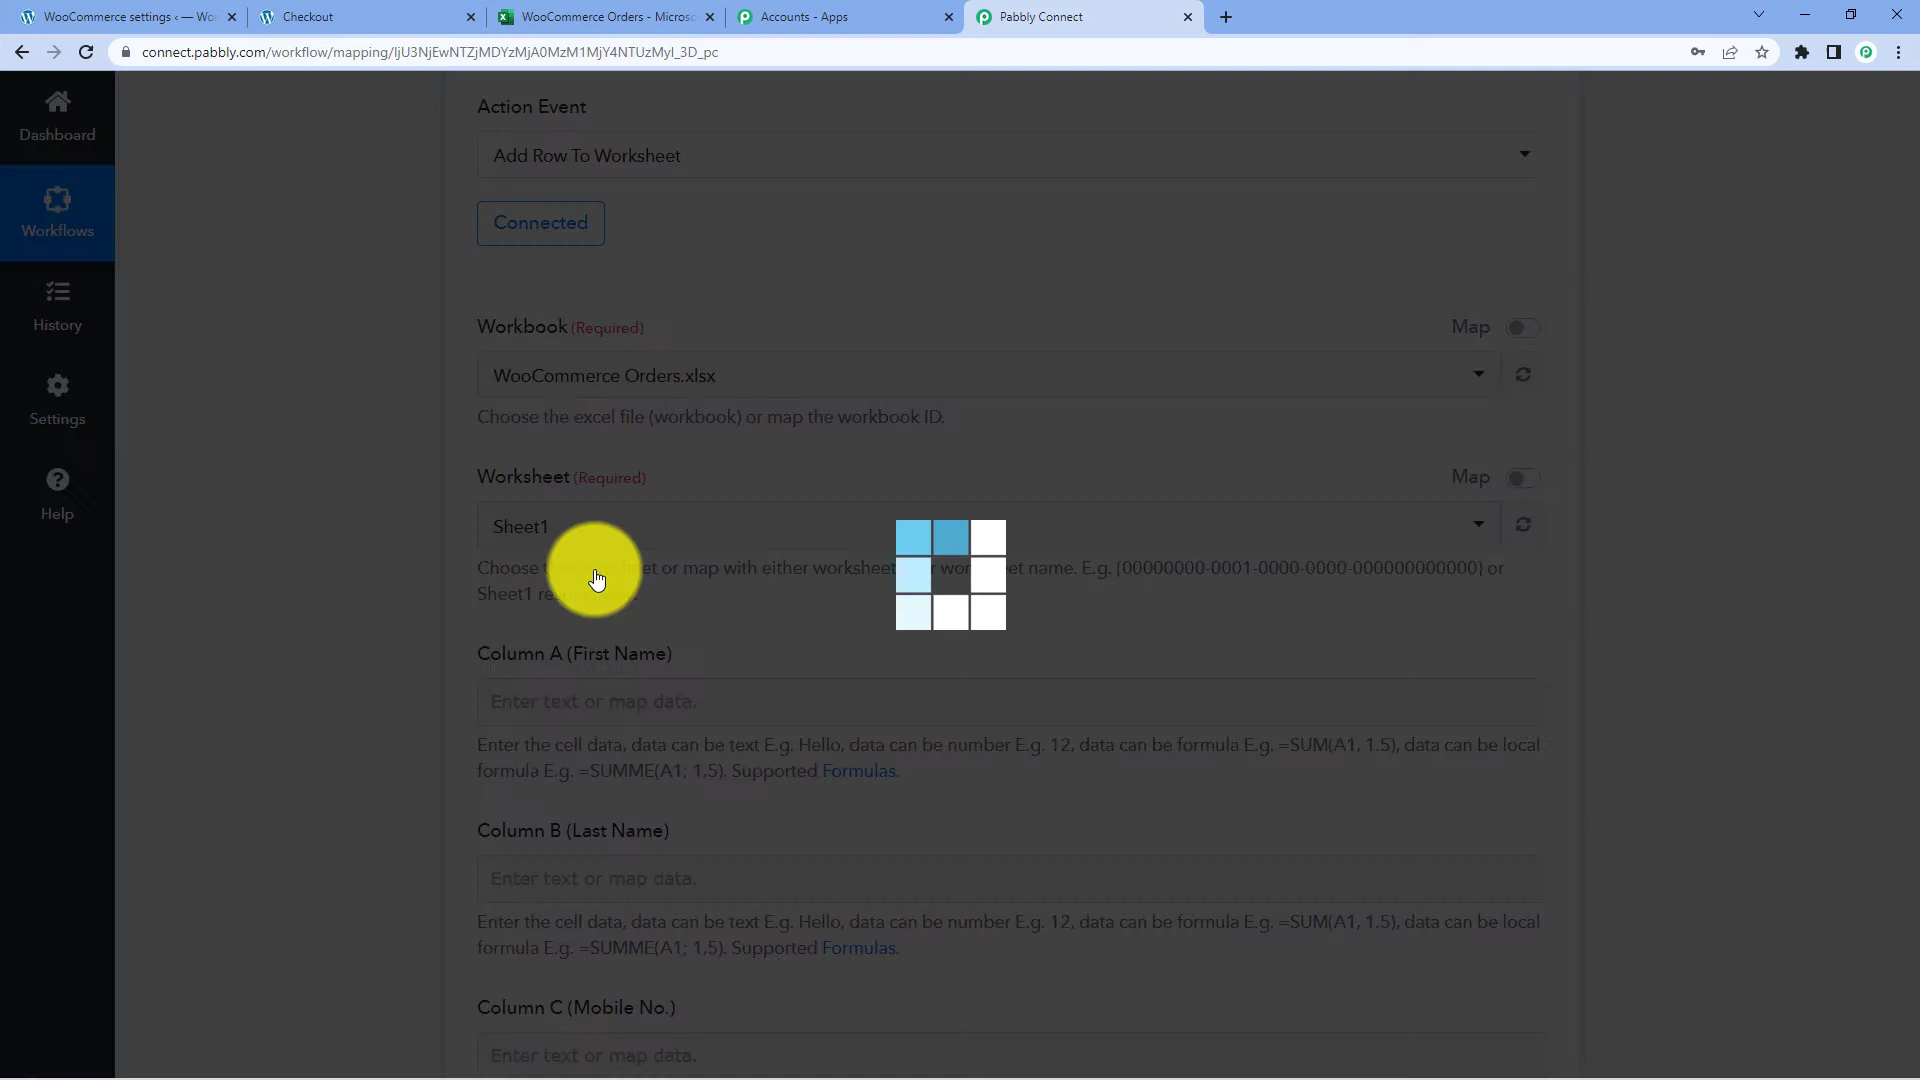 WooCommerce settings ‹ — Wo
Checkout
WooCommerce Orders - Micros
Accounts - Apps
Pabbly Connect
connect.pabbly.com/workflow/mapping/IjU3NjEwNTZjMDYzMjA0MzM1MjY4NTUzMyI_3D_pc
Dashboard
Workflows
History
Settings
Help
Action Event
Add Row To Worksheet
Connected
Workbook (Required)
Map
WooCommerce Orders.xlsx
Choose the excel file (workbook) or map the workbook ID.
Worksheet (Required)
Map
Sheet1
Choose or map with either worksheet name. E.g. {00000000-0001-0000-0000-000000000000} or
Sheet1
Column A (First Name)
Enter text or map data.
Enter the cell data, data can be text E.g. Hello, data can be number E.g. 12, data can be formula E.g. =SUM(A1, 1.5), data can be local
formula E.g. =SUMME(A1; 1,5). Supported Formulas.
Column B (Last Name)
Enter text or map data.
Enter the cell data, data can be text E.g. Hello, data can be number E.g. 12, data can be formula E.g. =SUM(A1, 1.5), data can be local
formula E.g. =SUMME(A1; 1,5). Supported Formulas.
Column C (Mobile No.)
Enter text or map data.